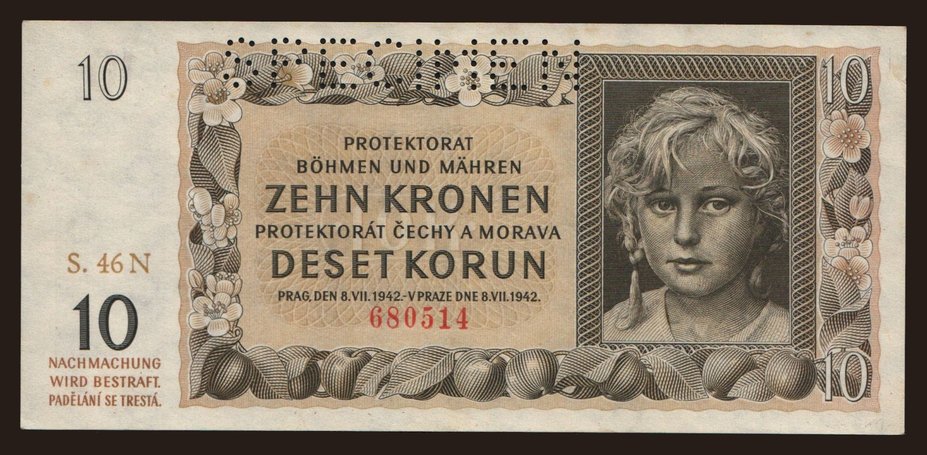 SPECIMEN
10
10
PROTEKTORAT
BÖHMEN UND MÄHREN
ZEHN KRONEN
PROTEKTORÁT ČECHY A MORAVA
DESET KORUN
PRAG, DEN 8. VII. 1942.-V PRAZE DNE 8. VII. 1942.
680514
S. 46 N
10
NACHMACHUNG
WIRD BESTRAFT.
PADĚLÁNÍ SE TRESTÁ.
10